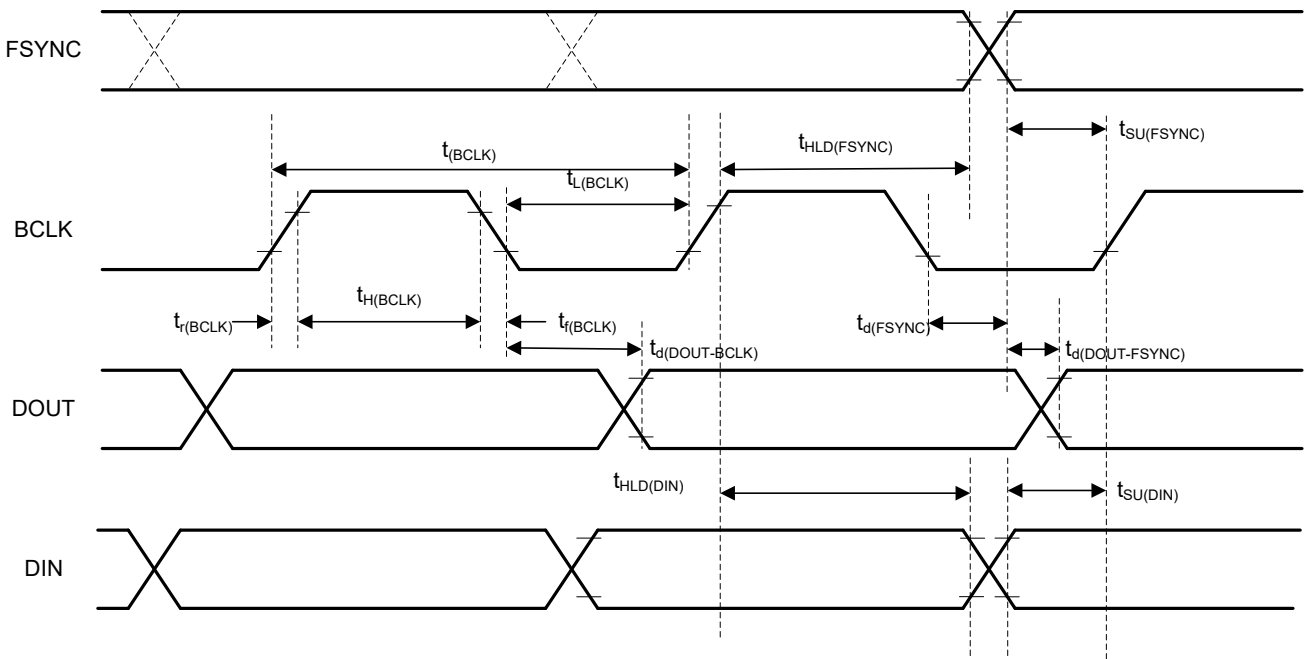 FSYNC
t(BCLK)
tHLD(FSYNC)
tSU(FSYNC)
tL(BCLK)
BCLK
tr(BCLK)
tH(BCLK)
tf(BCLK)
td(FSYNC)
td(DOUT-BCLK)
td(DOUT-FSYNC)
DOUT
tHLD(DIN)
tSU(DIN)
DIN